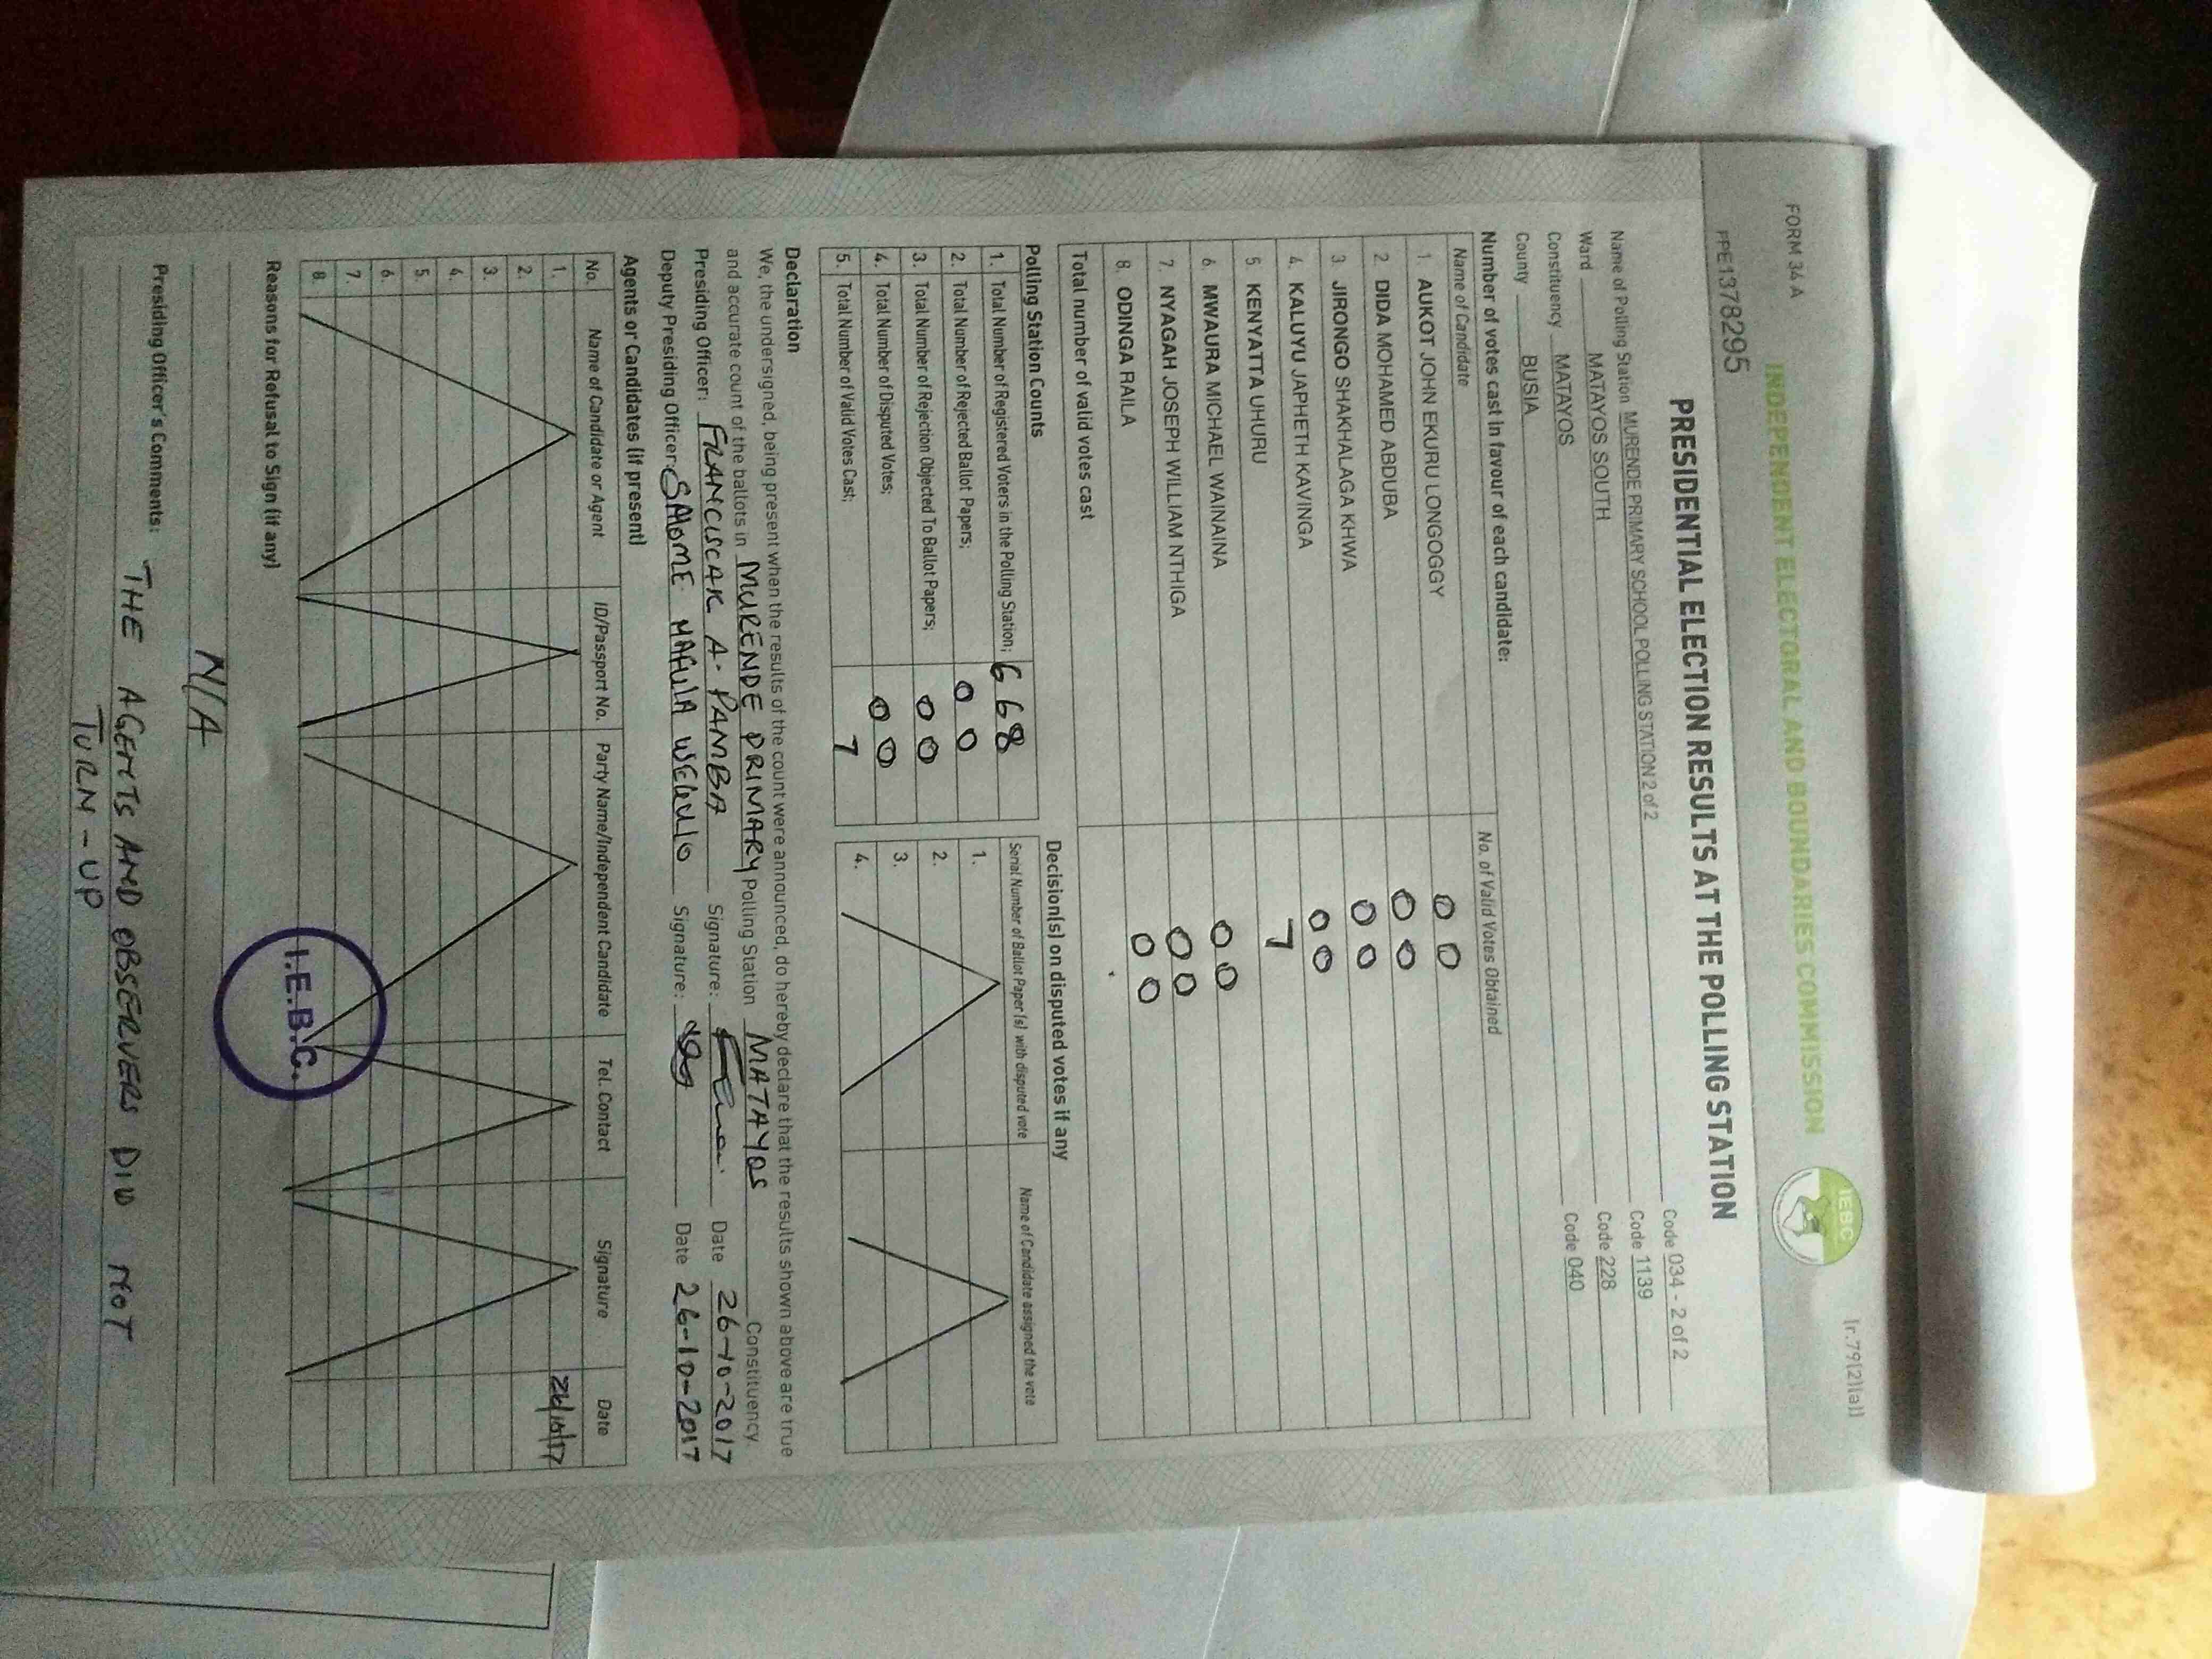 FORM 34 A
[r.79(2)(a)]
INDEPENDENT ELECTORAL AND BOUNDARIES COMMISSION
IEBC
PPE1378295
PRESIDENTIAL ELECTION RESULTS AT THE POLLING STATION
Name of Polling Station MURENDE PRIMARY SCHOOL POLLING STATION 2 of 2 Code 034 - 2 of 2
Ward MATAYOS SOUTH Code 1139
Constituency MATAYOS Code 228
County BUSIA Code 040
Number of votes cast in favour of each candidate:
Name of Candidate No. of Valid Votes Obtained
1. AUKOT JOHN EKURU LONGOGGY 00
2. DIDA MOHAMED ABDUBA 00
3. JIRONGO SHAKHALAGA KHWA 00
4. KALUYU JAPHETH KAVINGA 00
5. KENYATTA UHURU 7
6. MWAURA MICHAEL WAINAINA 00
7. NYAGAH JOSEPH WILLIAM NTHIGA 00
8. ODINGA RAILA 00
Total number of valid votes cast
Polling Station Counts
1. Total Number of Registered Voters in the Polling Station; 668
2. Total Number of Rejected Ballot Papers; 00
3. Total Number of Rejection Objected To Ballot Papers; 00
4. Total Number of Disputed Votes; 00
5. Total Number of Valid Votes Cast; 7
Decision(s) on disputed votes if any
Serial Number of Ballot Paper(s) with disputed vote Name of Candidate assigned the vote
1.
2.
3.
4.
Declaration
We, the undersigned, being present when the results of the count were announced, do hereby declare that the results shown above are true
and accurate count of the ballots in MURENDE PRIMARY Polling Station MATAYOS Constituency
Presiding Officer: FRANCISCAR A. PAMBA Signature: Date 26-10-2017
Deputy Presiding Officer: SALOME Signature: Date 26-10-2017
Agents or Candidates (if present)
No. Name of Candidate or Agent ID/Passport No. Party Name/Independent Candidate Tel. Contact Signature Date
1. 26/10/17
2.
3.
4.
5.
6.
7.
8.
I.E.B.C.
Reasons for Refusal to Sign (if any)
N/A
Presiding Officer's Comments: THE AGENTS AND OBSERVERS DID NOT
TURN-UP